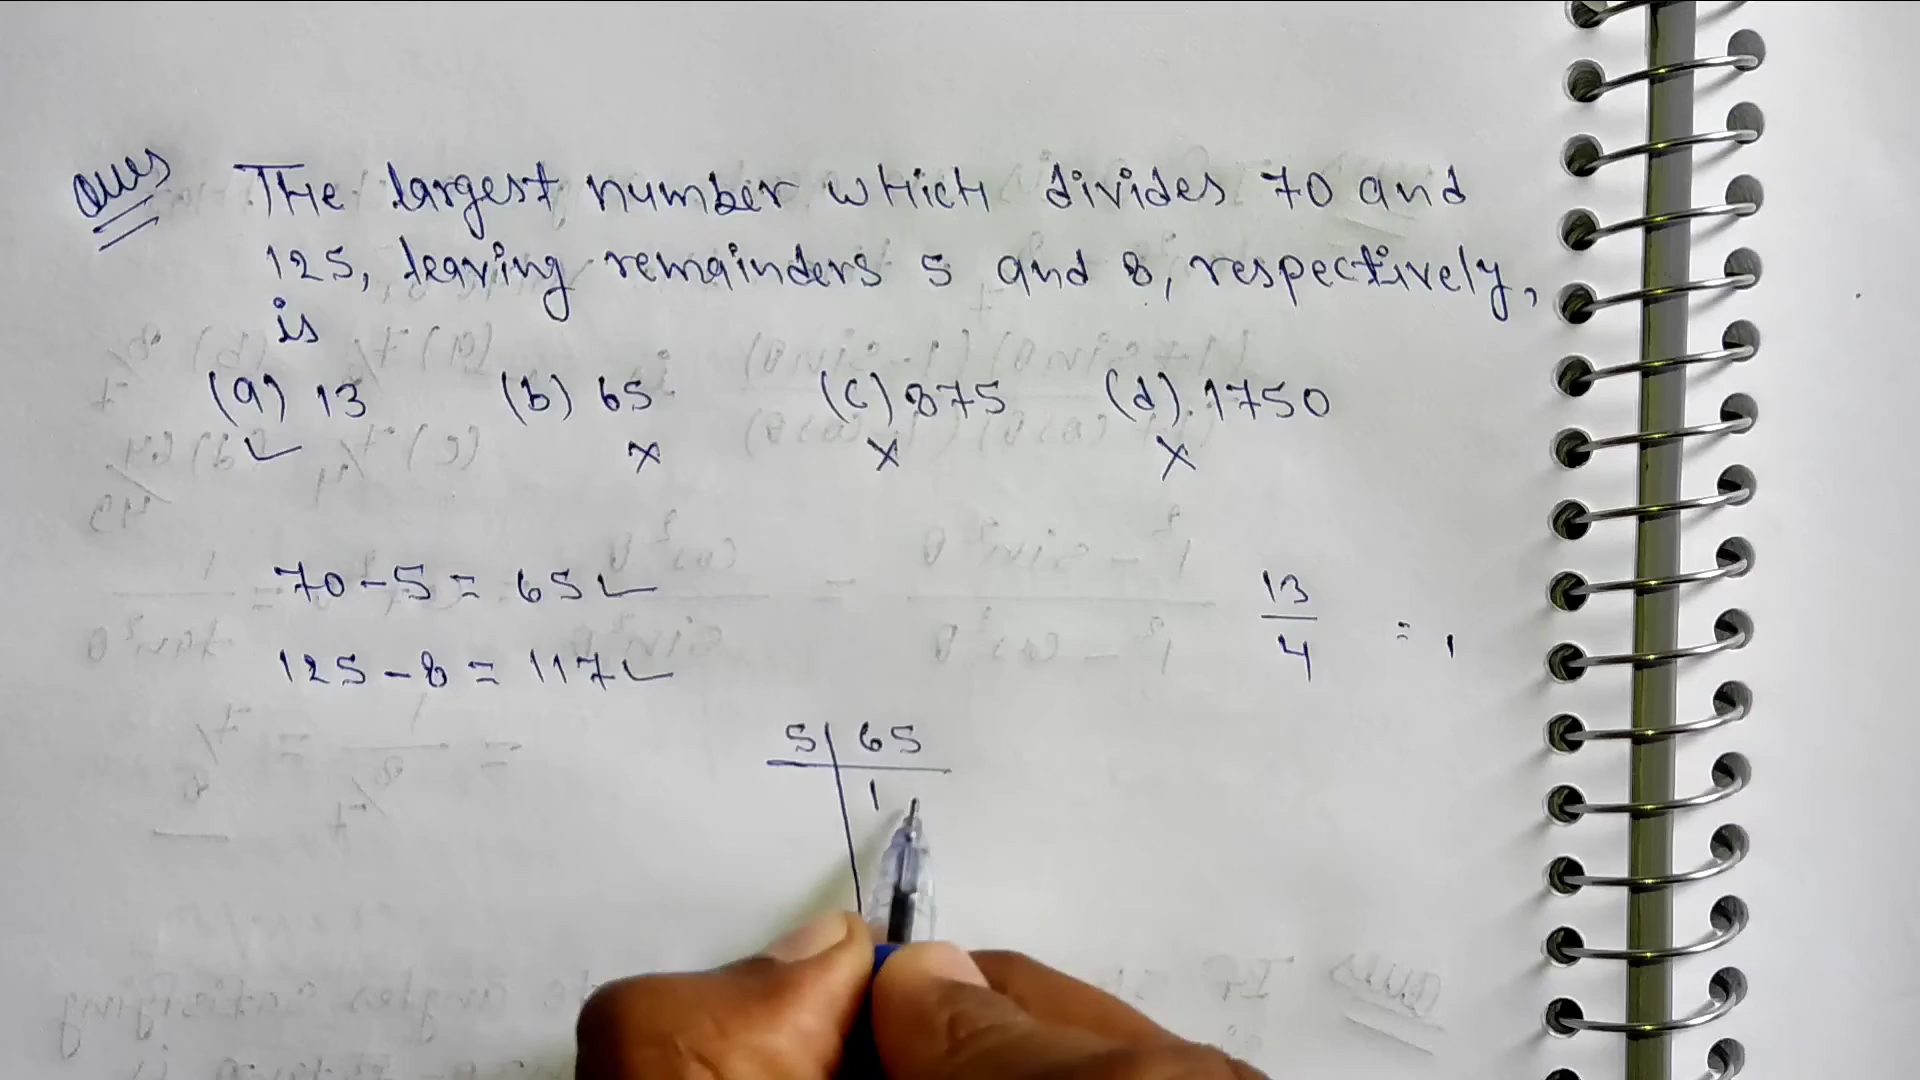 Ques The largest number which divides 70 and
125, leaving remainders 5 and 8, respectively,
is
(a) 13 (b) 65 (c) 875 (d) 1750
✓ × × ×
70 - 5 = 65 ✓
125 - 8 = 117 ✓
13/4 = 1
5 | 65
1